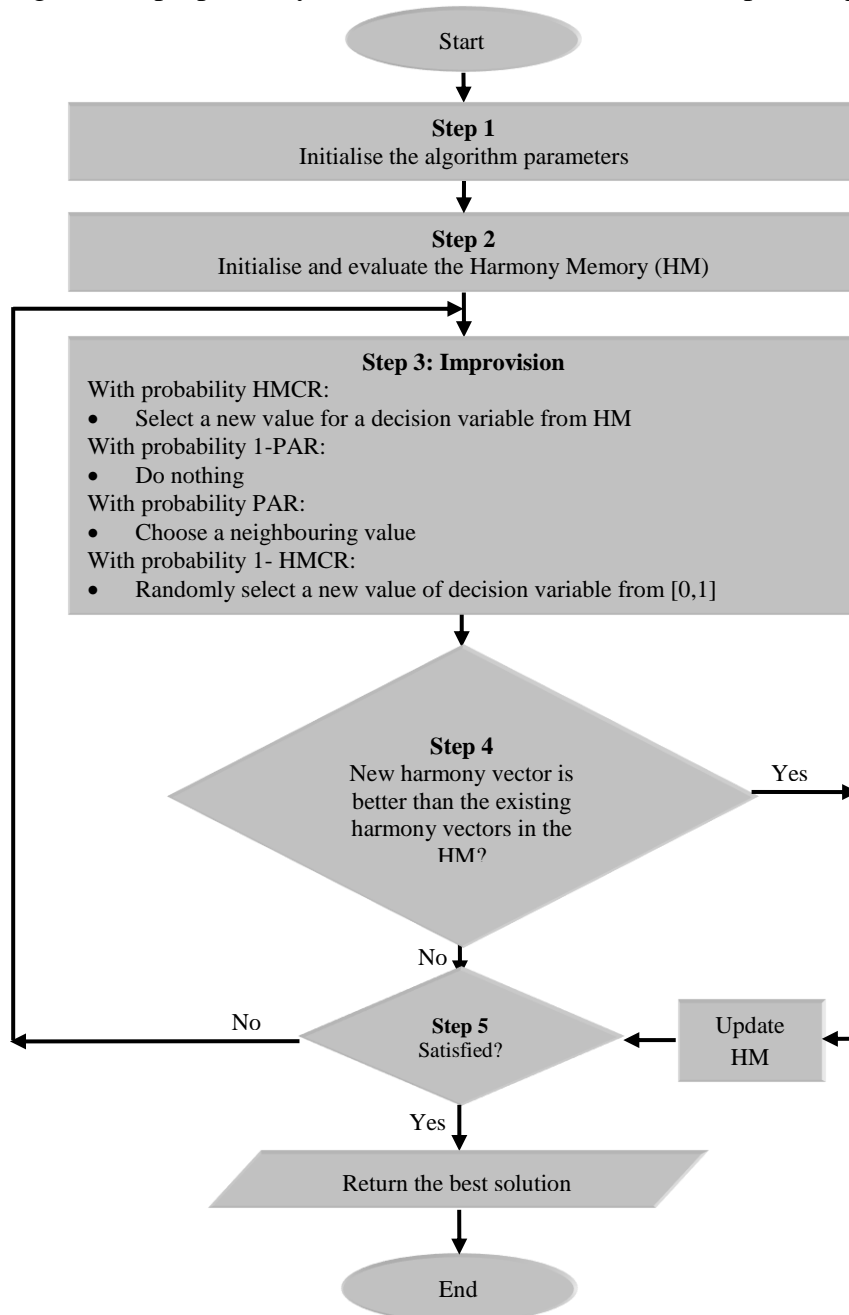 Start
Step 1
Initialise the algorithm parameters
Step 2
Initialise and evaluate the Harmony Memory (HM)
Step 3: Improvision
With probability HMCR:
• Select a new value for a decision variable from HM
With probability 1-PAR:
• Do nothing
With probability PAR:
• Choose a neighbouring value
With probability 1- HMCR:
• Randomly select a new value of decision variable from [0,1]
Step 4
New harmony vector is
better than the existing
harmony vectors in the
HM?
Yes
No
Step 5
Satisfied?
No
Update
HM
Yes
Return the best solution
End